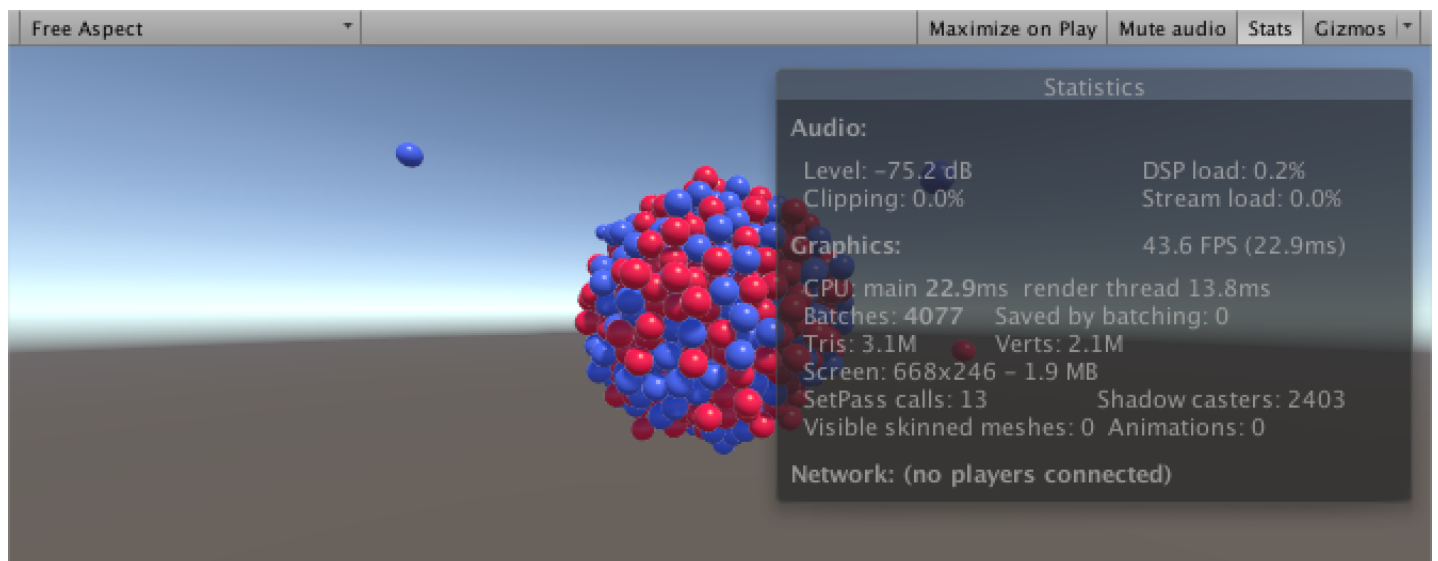 Free Aspect Maximize on Play Mute audio Stats Gizmos
Statistics
Audio:
Level: -75.2 dB DSP load: 0.2%
Clipping: 0.0% Stream load: 0.0%
Graphics: 43.6 FPS (22.9ms)
CPU: main 22.9ms render thread 13.8ms
Batches: 4077 Saved by batching: 0
Tris: 3.1M Verts: 2.1M
Screen: 668x246 - 1.9 MB
SetPass calls: 13 Shadow casters: 2403
Visible skinned meshes: 0 Animations: 0
Network: (no players connected)